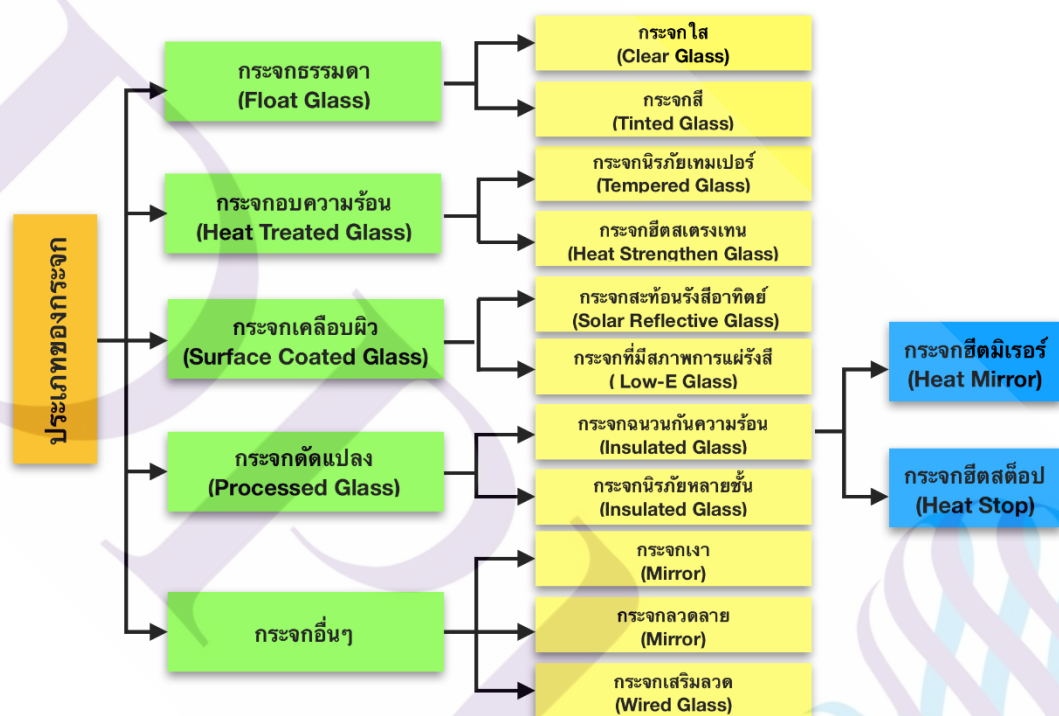 ประเภทของกระจก
กระจกธรรมดา
(Float Glass)
กระจกใส
(Clear Glass)
กระจกสี
(Tinted Glass)
กระจกอบความร้อน
(Heat Treated Glass)
กระจกนิรภัยเทมเปอร์
(Tempered Glass)
กระจกฮีตสเตรงเทน
(Heat Strengthen Glass)
กระจกเคลือบผิว
(Surface Coated Glass)
กระจกสะท้อนรังสีอาทิตย์
(Solar Reflective Glass)
กระจกที่มีสภาพการแผ่รังสี
( Low-E Glass)
กระจกดัดแปลง
(Processed Glass)
กระจกฉนวนกันความร้อน
(Insulated Glass)
กระจกฮีตมิเรอร์
(Heat Mirror)
กระจกฮีตสต็อป
(Heat Stop)
กระจกนิรภัยหลายชั้น
(Insulated Glass)
กระจกอื่นๆ
กระจกเงา
(Mirror)
กระจกลวดลาย
(Mirror)
กระจกเสริมลวด
(Wired Glass)